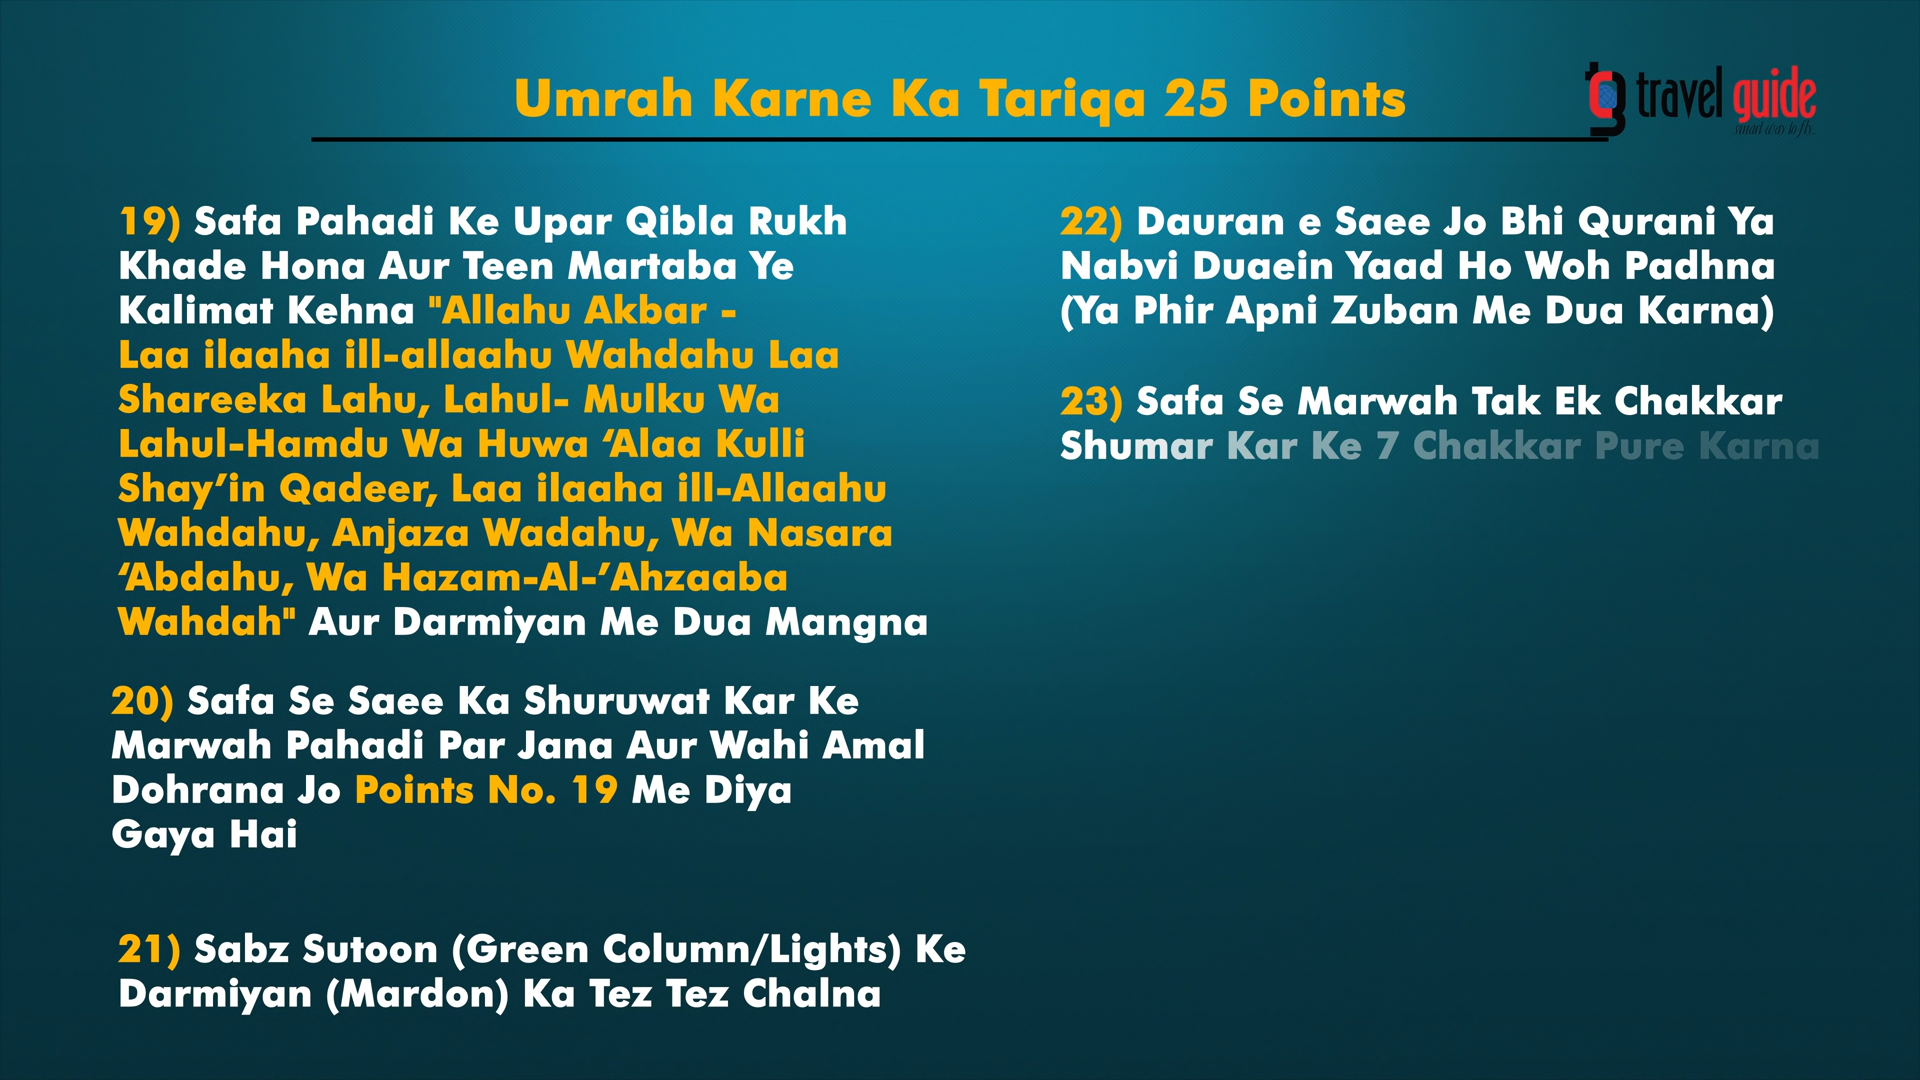 Umrah Karne Ka Tariqa 25 Points
travel guide
smart way to fly..
19) Safa Pahadi Ke Upar Qibla Rukh
Khade Hona Aur Teen Martaba Ye
Kalimat Kehna "Allahu Akbar -
Laa ilaaha ill-allaahu Wahdahu Laa
Shareeka Lahu, Lahul- Mulku Wa
Lahul-Hamdu Wa Huwa ‘Alaa Kulli
Shay’in Qadeer, Laa ilaaha ill-Allaahu
Wahdahu, Anjaza Wadahu, Wa Nasara
‘Abdahu, Wa Hazam-Al-’Ahzaaba
Wahdah" Aur Darmiyan Me Dua Mangna
20) Safa Se Saee Ka Shuruwat Kar Ke
Marwah Pahadi Par Jana Aur Wahi Amal
Dohrana Jo Points No. 19 Me Diya
Gaya Hai
21) Sabz Sutoon (Green Column/Lights) Ke
Darmiyan (Mardon) Ka Tez Tez Chalna
22) Dauran e Saee Jo Bhi Qurani Ya
Nabvi Duaein Yaad Ho Woh Padhna
(Ya Phir Apni Zuban Me Dua Karna)
23) Safa Se Marwah Tak Ek Chakkar
Shumar Kar Ke 7 Chakkar Pure Karna